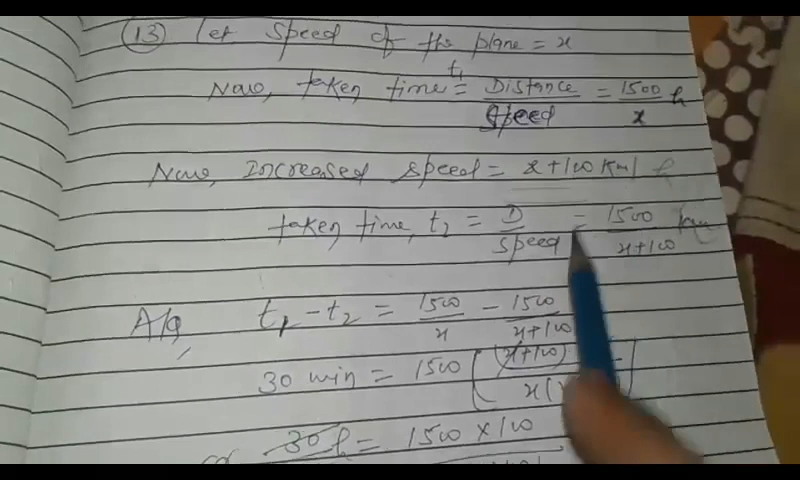 (13) Let speed of the plane = x
Now, taken time t1 = Distance / Speed = 1500 / x h
Now, Increased speed = x + 100 Km/h
taken time, t2 = D / Speed = 1500 / x+100
A/Q, t1 - t2 = 1500 / x - 1500 / x+100
30 min = 1500 ( (x+100) / x(
or 30 h = 1500 × 100